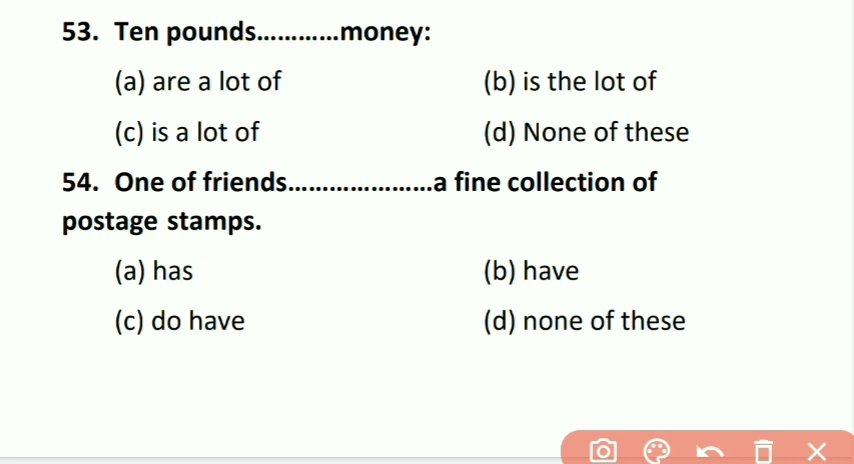 53. Ten pounds............money:
(a) are a lot of (b) is the lot of
(c) is a lot of (d) None of these
54. One of friends.....................a fine collection of
postage stamps.
(a) has (b) have
(c) do have (d) none of these